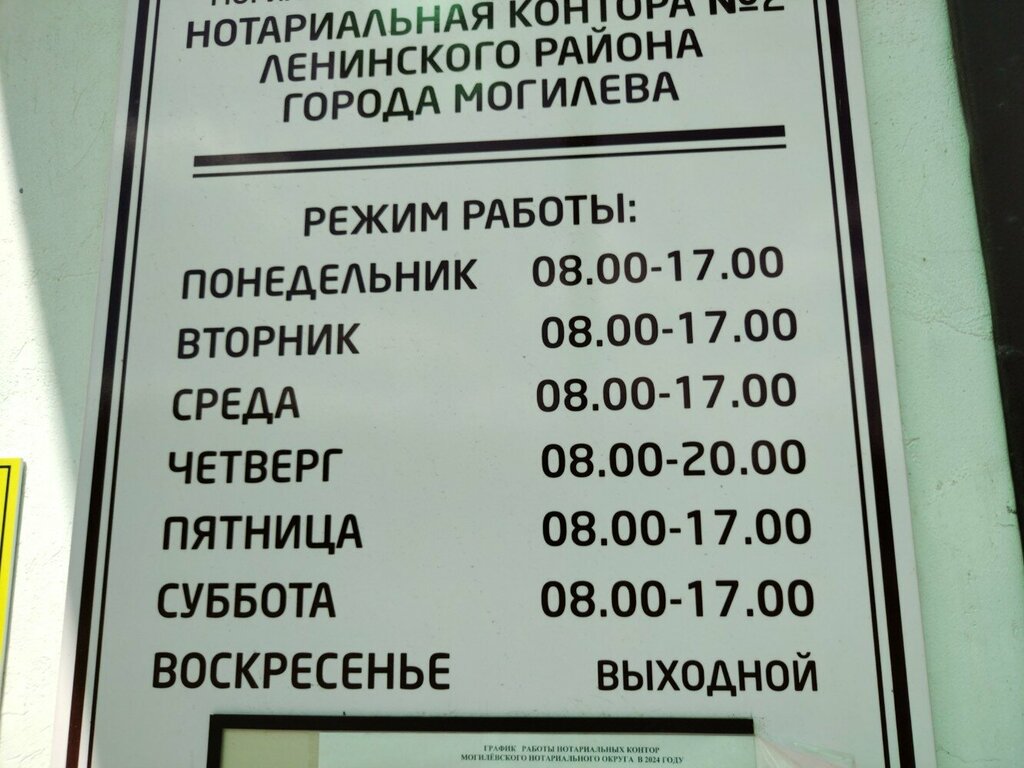 НОТАРИАЛЬНАЯ КОНТОРА №2
ЛЕНИНСКОГО РАЙОНА
ГОРОДА МОГИЛЕВА
РЕЖИМ РАБОТЫ:
ПОНЕДЕЛЬНИК 08.00-17.00
ВТОРНИК 08.00-17.00
СРЕДА 08.00-17.00
ЧЕТВЕРГ 08.00-20.00
ПЯТНИЦА 08.00-17.00
СУББОТА 08.00-17.00
ВОСКРЕСЕНЬЕ ВЫХОДНОЙ
ГРАФИК РАБОТЫ НОТАРИАЛЬНЫХ КОНТОР
МОГИЛЁВСКОГО НОТАРИАЛЬНОГО ОКРУГА В 2024 ГОДУ